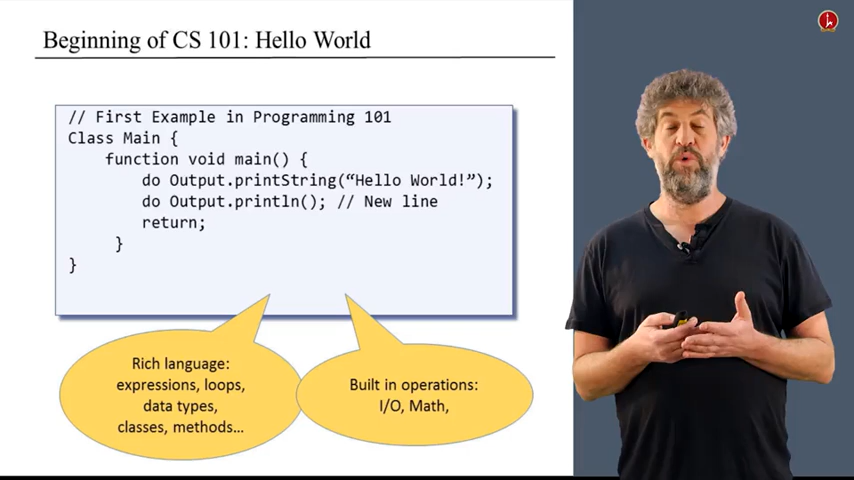 Beginning of CS 101: Hello World
// First Example in Programming 101
Class Main {
function void main() {
do Output.printString(“Hello World!”);
do Output.println(); // New line
return;
}
}
Rich language:
expressions, loops,
data types,
classes, methods...
Built in operations:
I/O, Math,